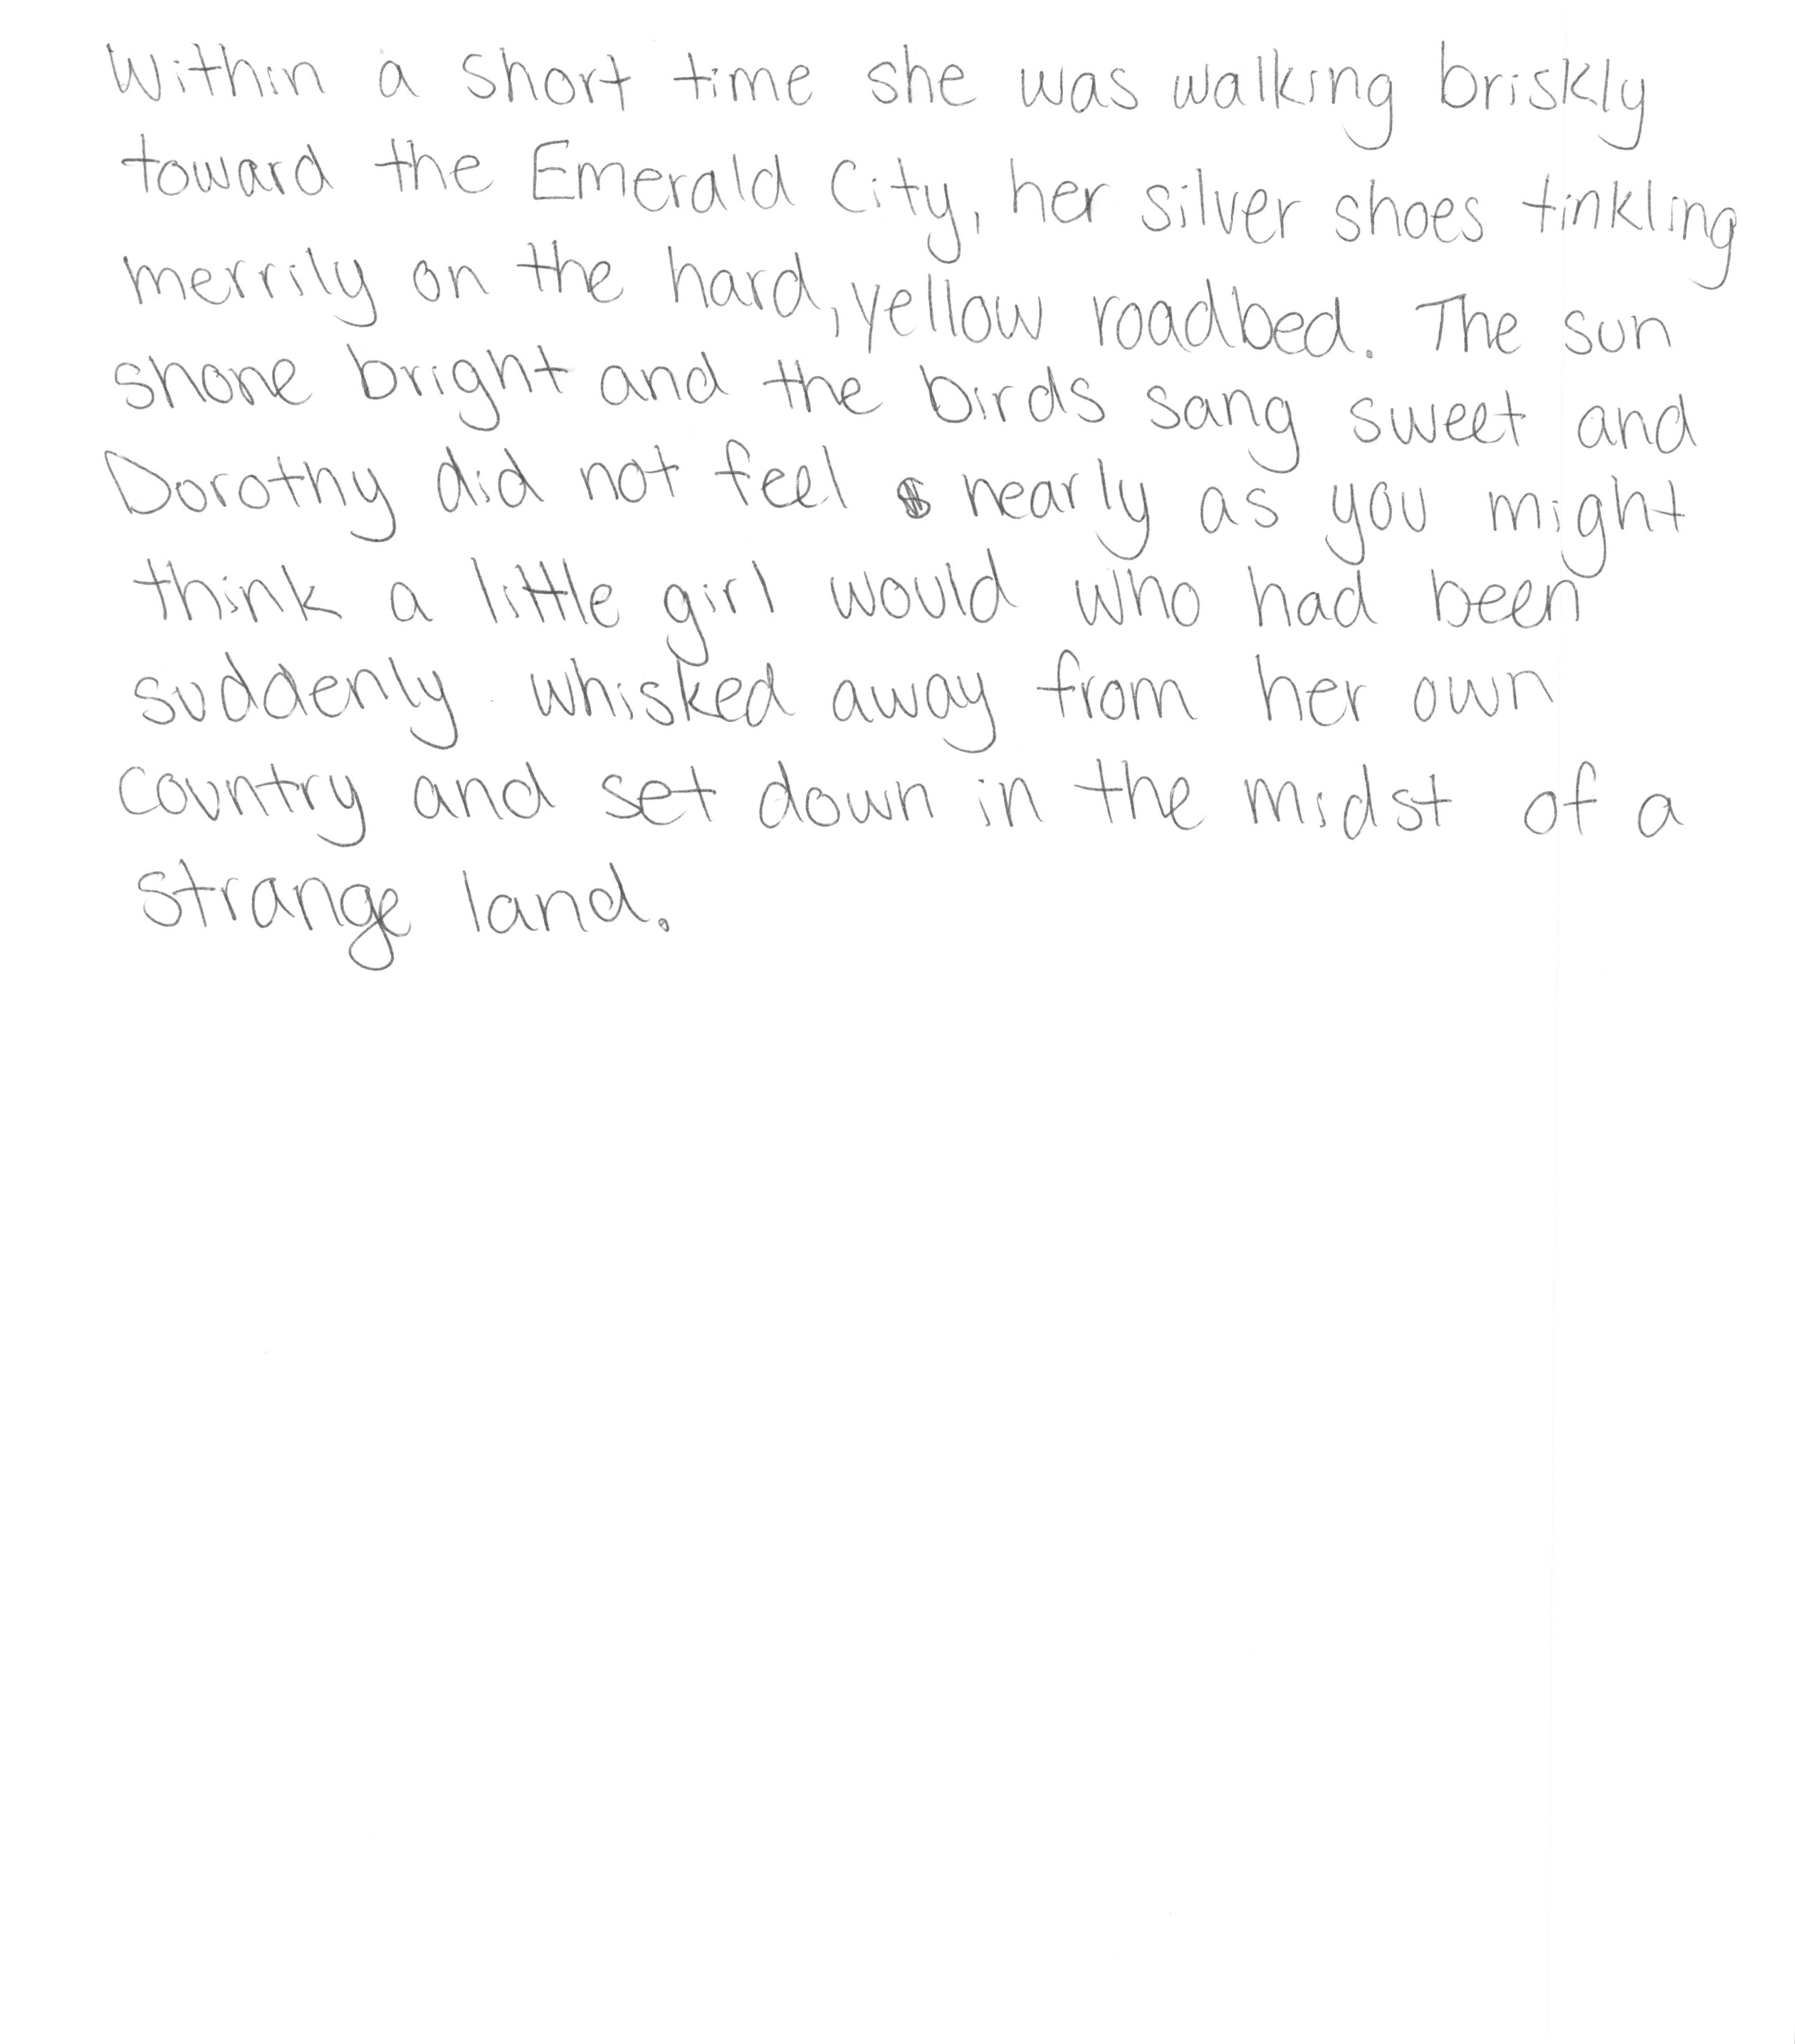 Within a short time she was walking briskly
toward the Emerald City, her silver shoes tinkling
merrily on the hard, yellow roadbed. The sun
shone bright and the birds sang sweet and
Dorothy did not feel nearly as you might
think a little girl would who had been
suddenly whisked away from her own
country and set down in the midst of a
strange land.